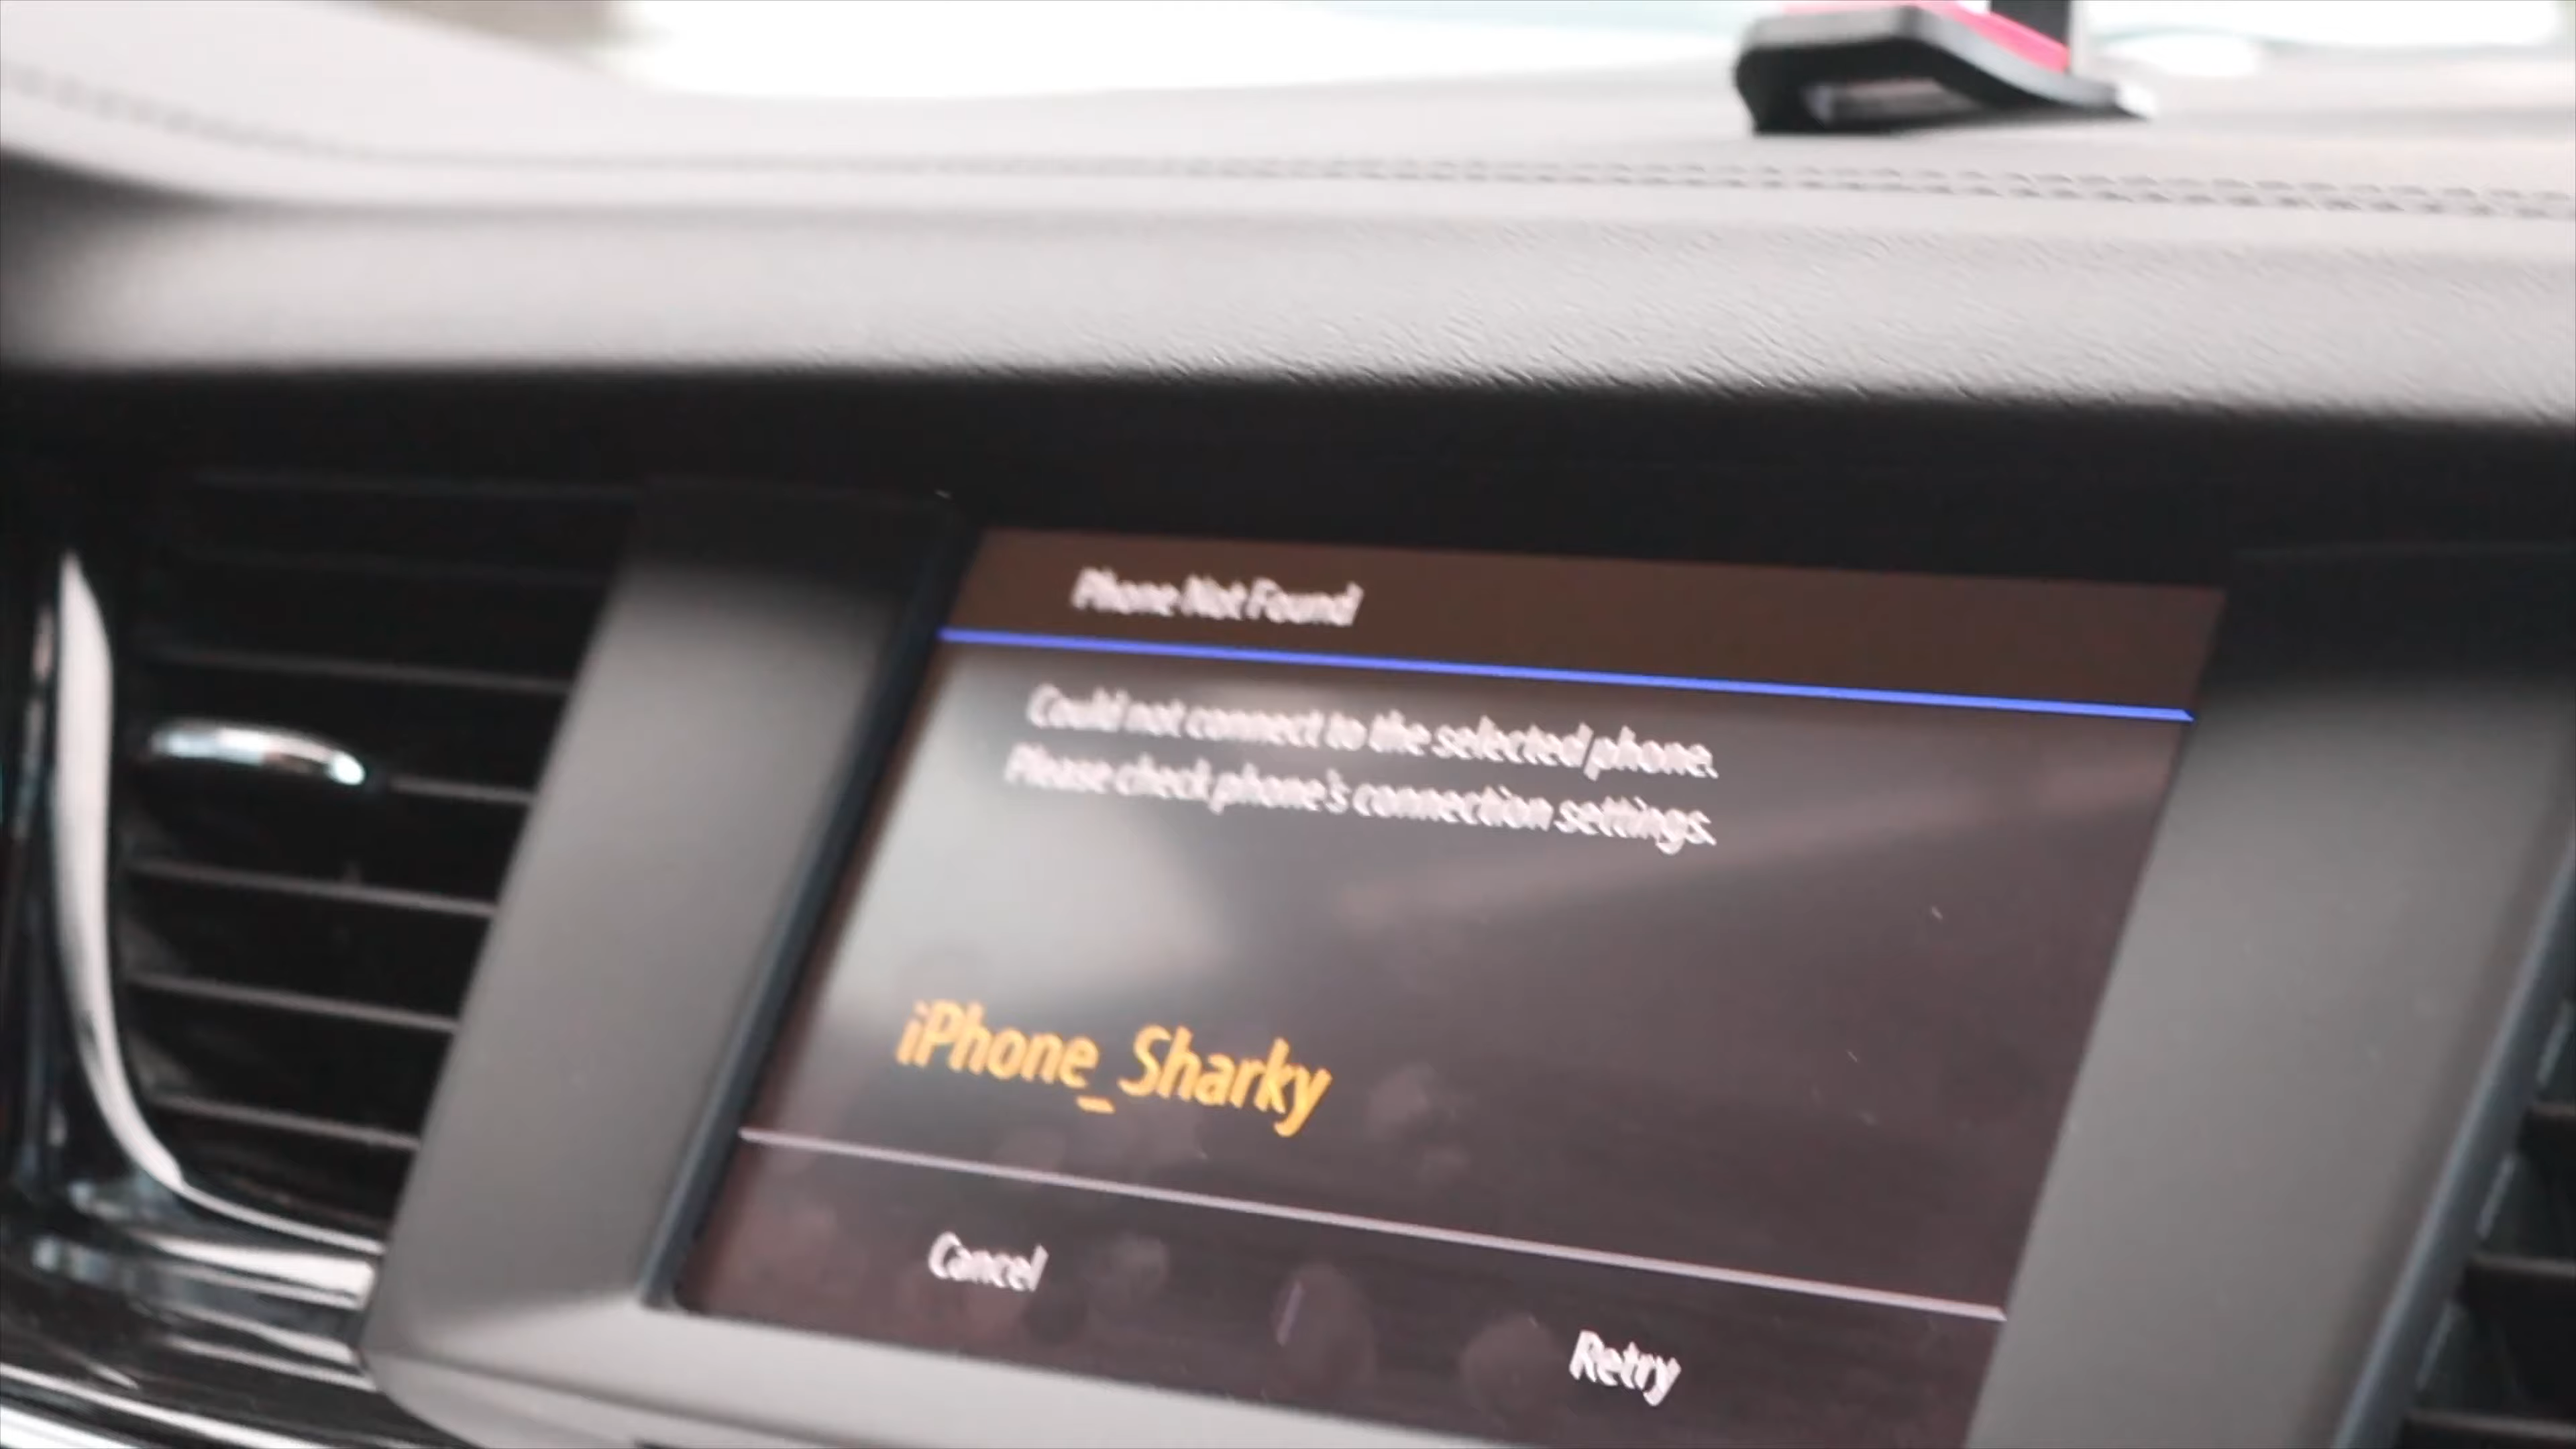 Phone Not Found
Could not connect to the selected phone.
Please check phone's connection settings.
iPhone_Sharky
Cancel
Retry